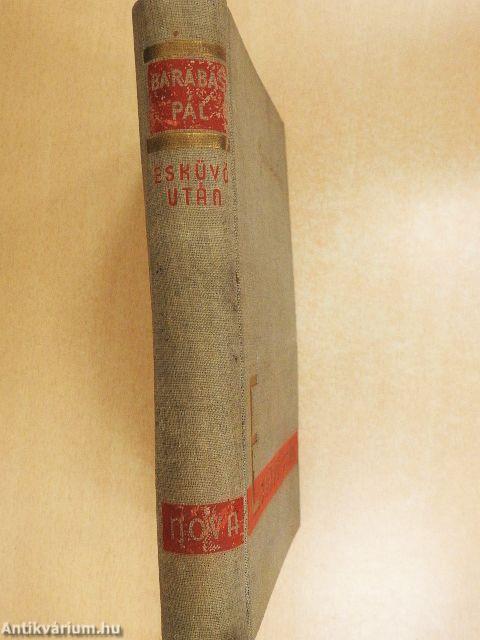 BARABÁS
PÁL
ESKÜVŐ
UTÁN
NOVA
Antikvárium.hu